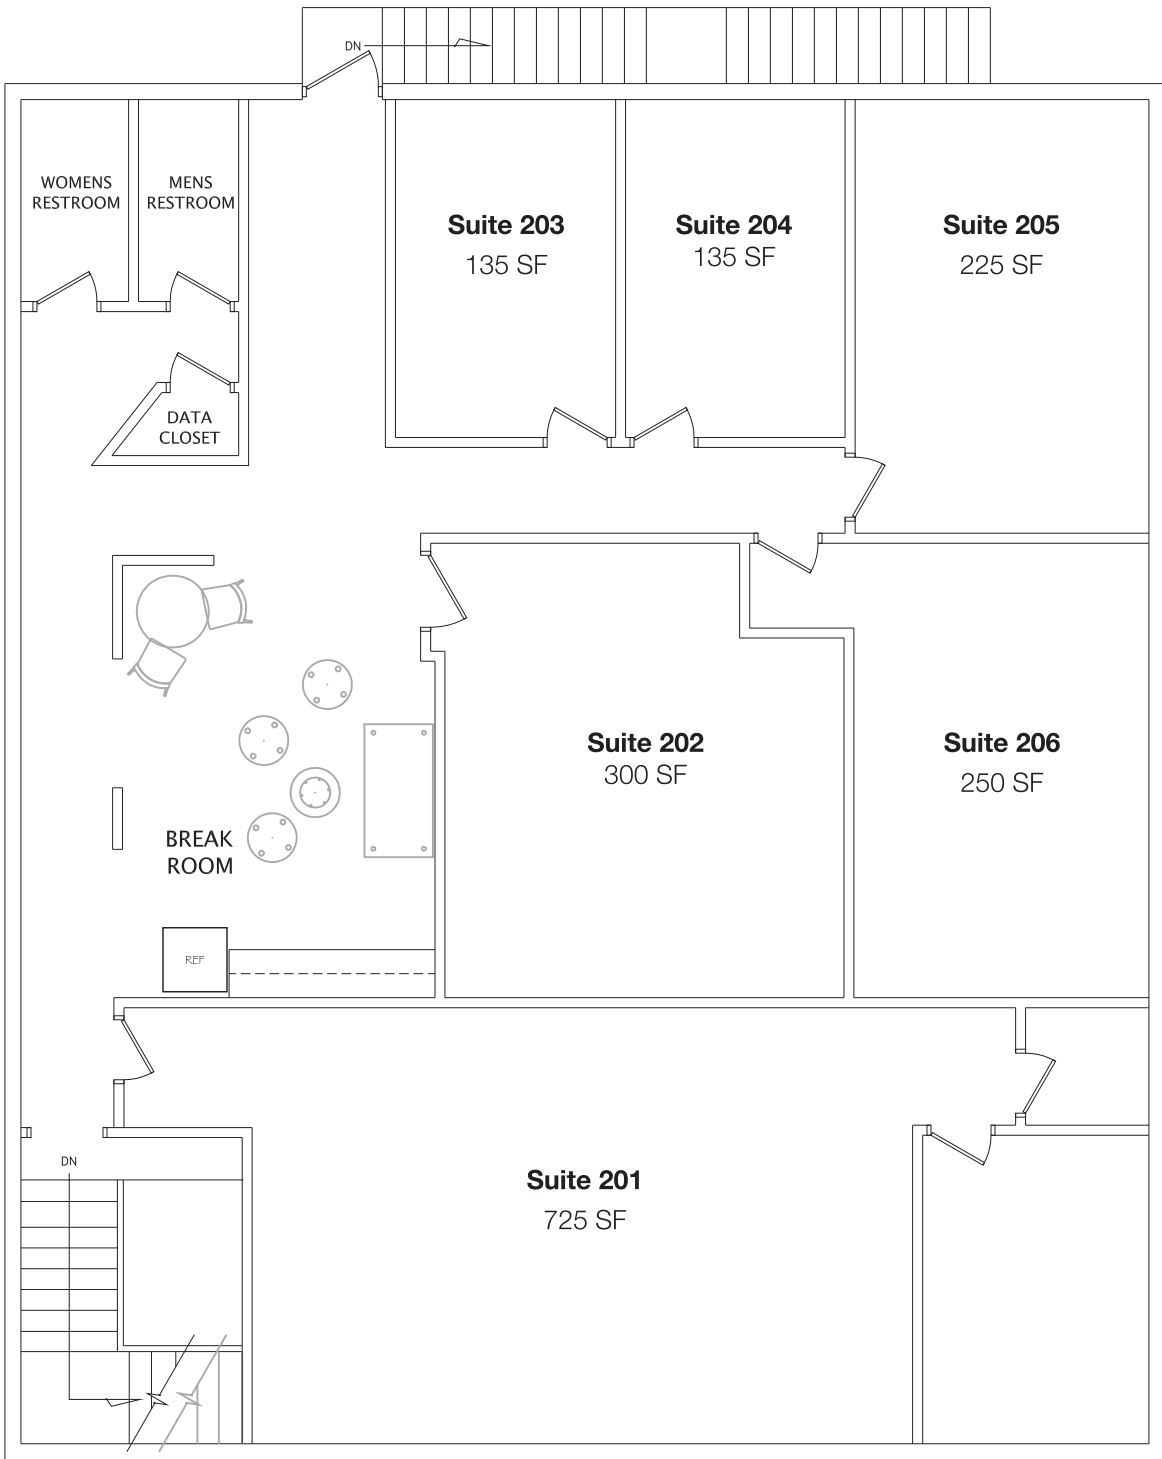 DN
WOMENS
RESTROOM
MENS
RESTROOM
Suite 203
135 SF
Suite 204
135 SF
Suite 205
225 SF
DATA
CLOSET
Suite 202
300 SF
Suite 206
250 SF
BREAK
ROOM
REF
DN
Suite 201
725 SF